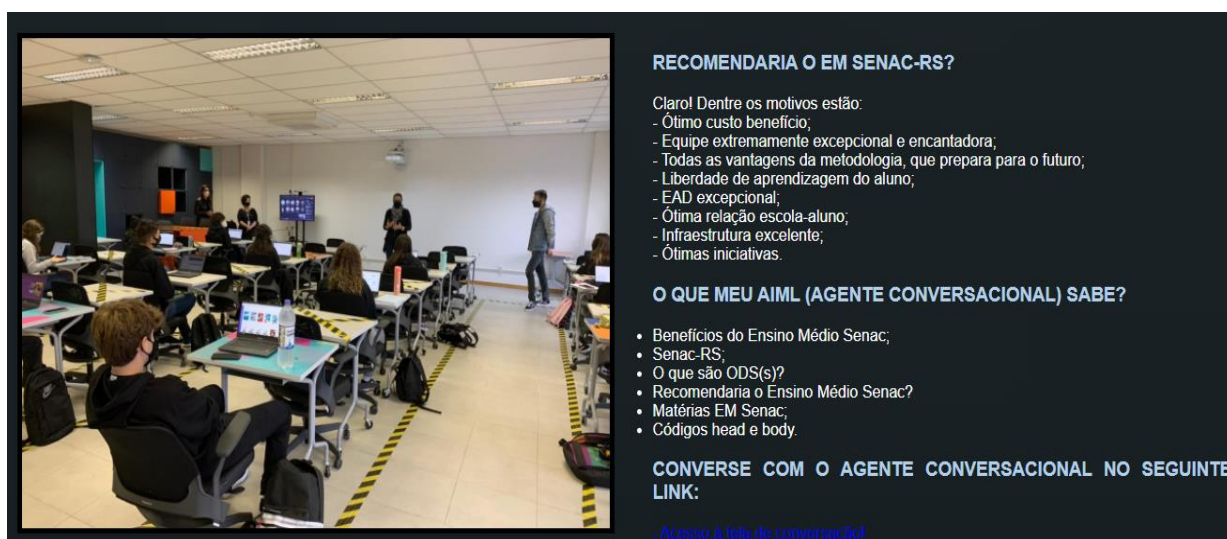 RECOMENDARIA O EM SENAC-RS?
Claro! Dentre os motivos estão:
- Ótimo custo benefício;
- Equipe extremamente excepcional e encantadora;
- Todas as vantagens da metodologia, que prepara para o futuro;
- Liberdade de aprendizagem do aluno;
- EAD excepcional;
- Ótima relação escola-aluno;
- Infraestrutura excelente;
- Ótimas iniciativas.
O QUE MEU AIML (AGENTE CONVERSACIONAL) SABE?
• Benefícios do Ensino Médio Senac;
• Senac-RS;
• O que são ODS(s)?
• Recomendaria o Ensino Médio Senac?
• Matérias EM Senac;
• Códigos head e body.
CONVERSE COM O AGENTE CONVERSACIONAL NO SEGUINTE
LINK:
- Acesso à tela de conversação!